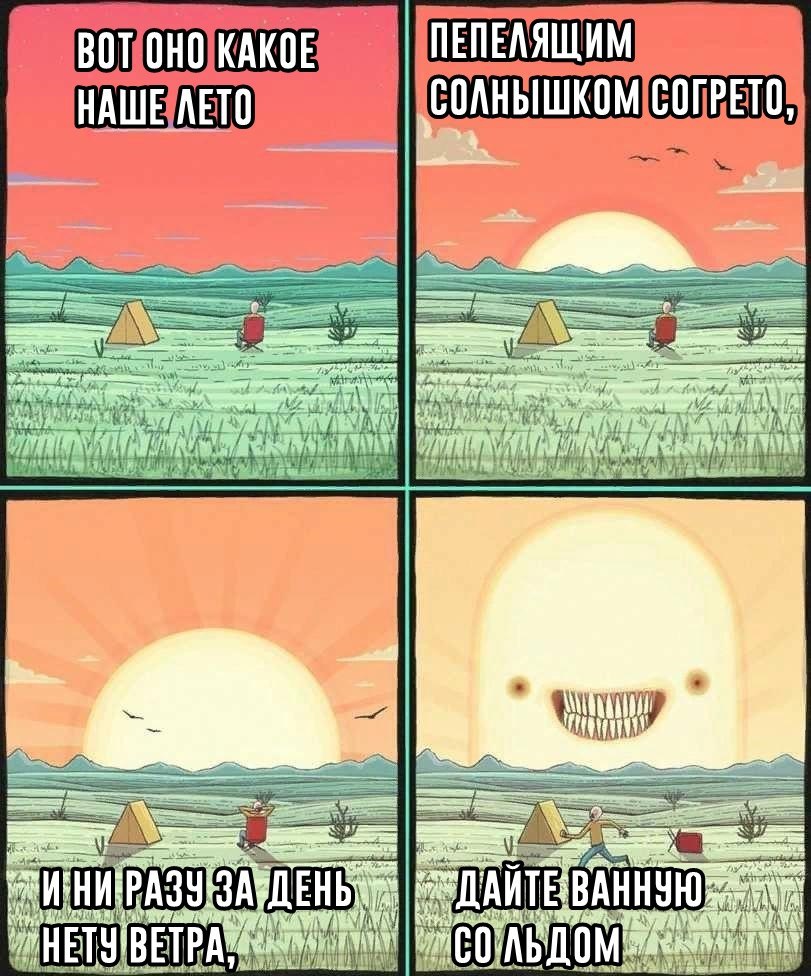 ВОТ ОНО КАКОЕ
НАШЕ ЛЕТО
ПЕПЕЛЯЩИМ
СОЛНЫШКОМ СОГРЕТО,
И НИ РАЗУ ЗА ДЕНЬ
НЕТУ ВЕТРА,
ДАЙТЕ ВАННУЮ
СО ЛЬДОМ